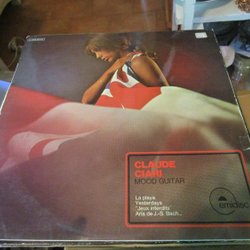 CLAUDE
CIARI
MOOD GUITAR
La playa
Yesterdays
"Jeux interdits"
Aria de J.-S. Bach...
emidisc